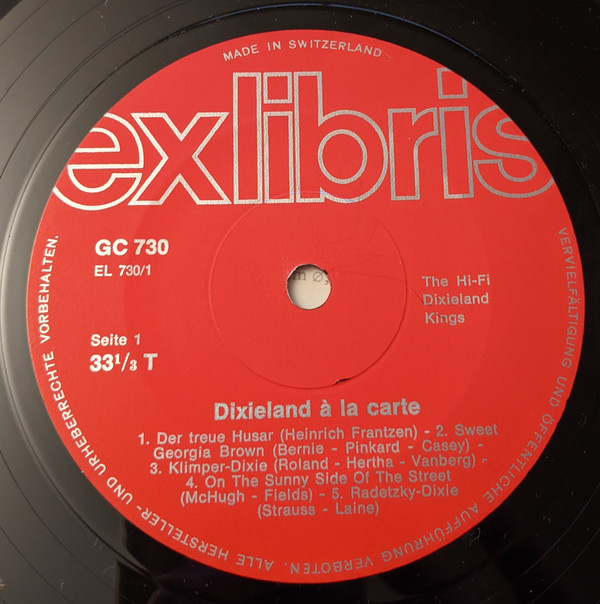 MADE IN SWITZERLAND
exlibris
GC 730
EL 730/1
The Hi-Fi
Dixieland
Kings
Seite 1
33 1/3 T
Dixieland à la carte
1. Der treue Husar (Heinrich Frantzen) - 2. Sweet
Georgia Brown (Bernie - Pinkard - Casey) -
3. Klimper-Dixie (Roland - Hertha - Vanberg) -
4. On The Sunny Side Of The Street
(McHugh - Fields) - 5. Radetzky-Dixie
(Strauss - Laine)
ALLE HERSTELLER- UND URHEBERRECHTE VORBEHALTEN.
VERVIELFÄLTIGUNG UND ÖFFENTLICHE AUFFÜHRUNG VERBOTEN.